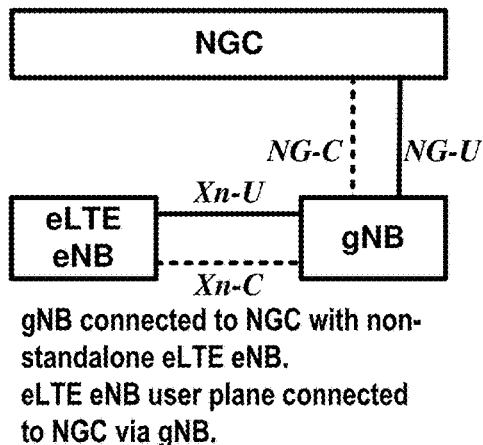 NGC
NG-C
NG-U
Xn-U
eLTE
eNB
gNB
Xn-C
gNB connected to NGC with non-
standalone eLTE eNB.
eLTE eNB user plane connected
to NGC via gNB.